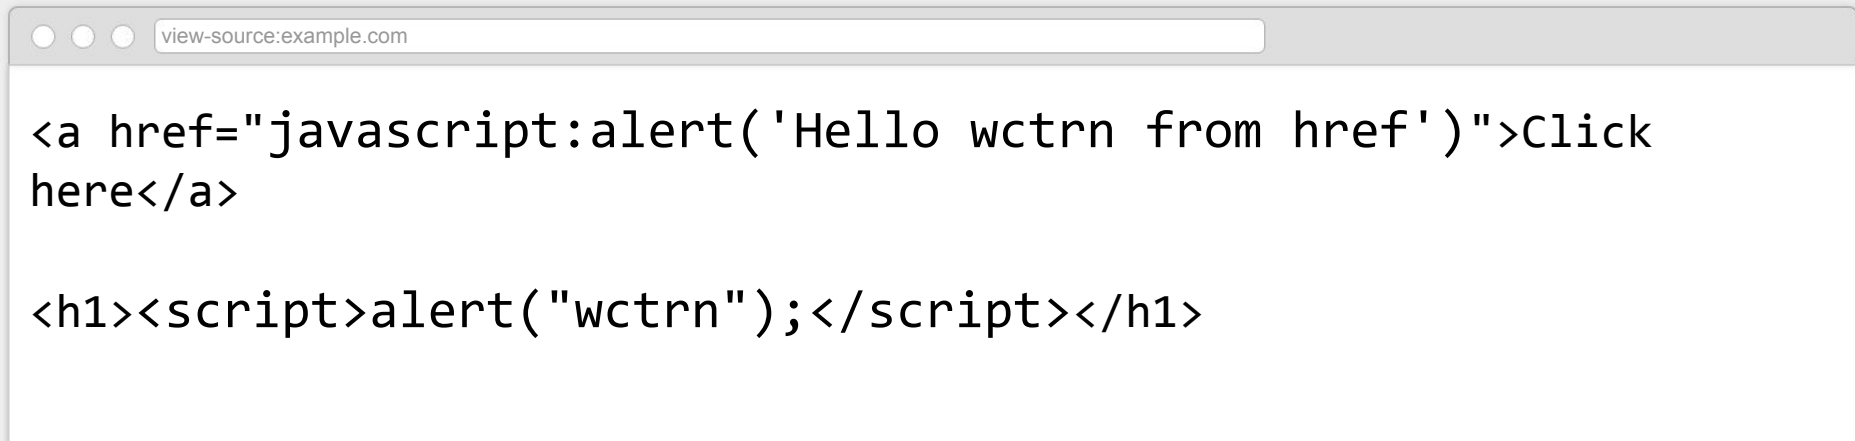 view-source:example.com
<a href="javascript:alert('Hello wctrn from href')">Click
here</a>
<h1><script>alert("wctrn");</script></h1>